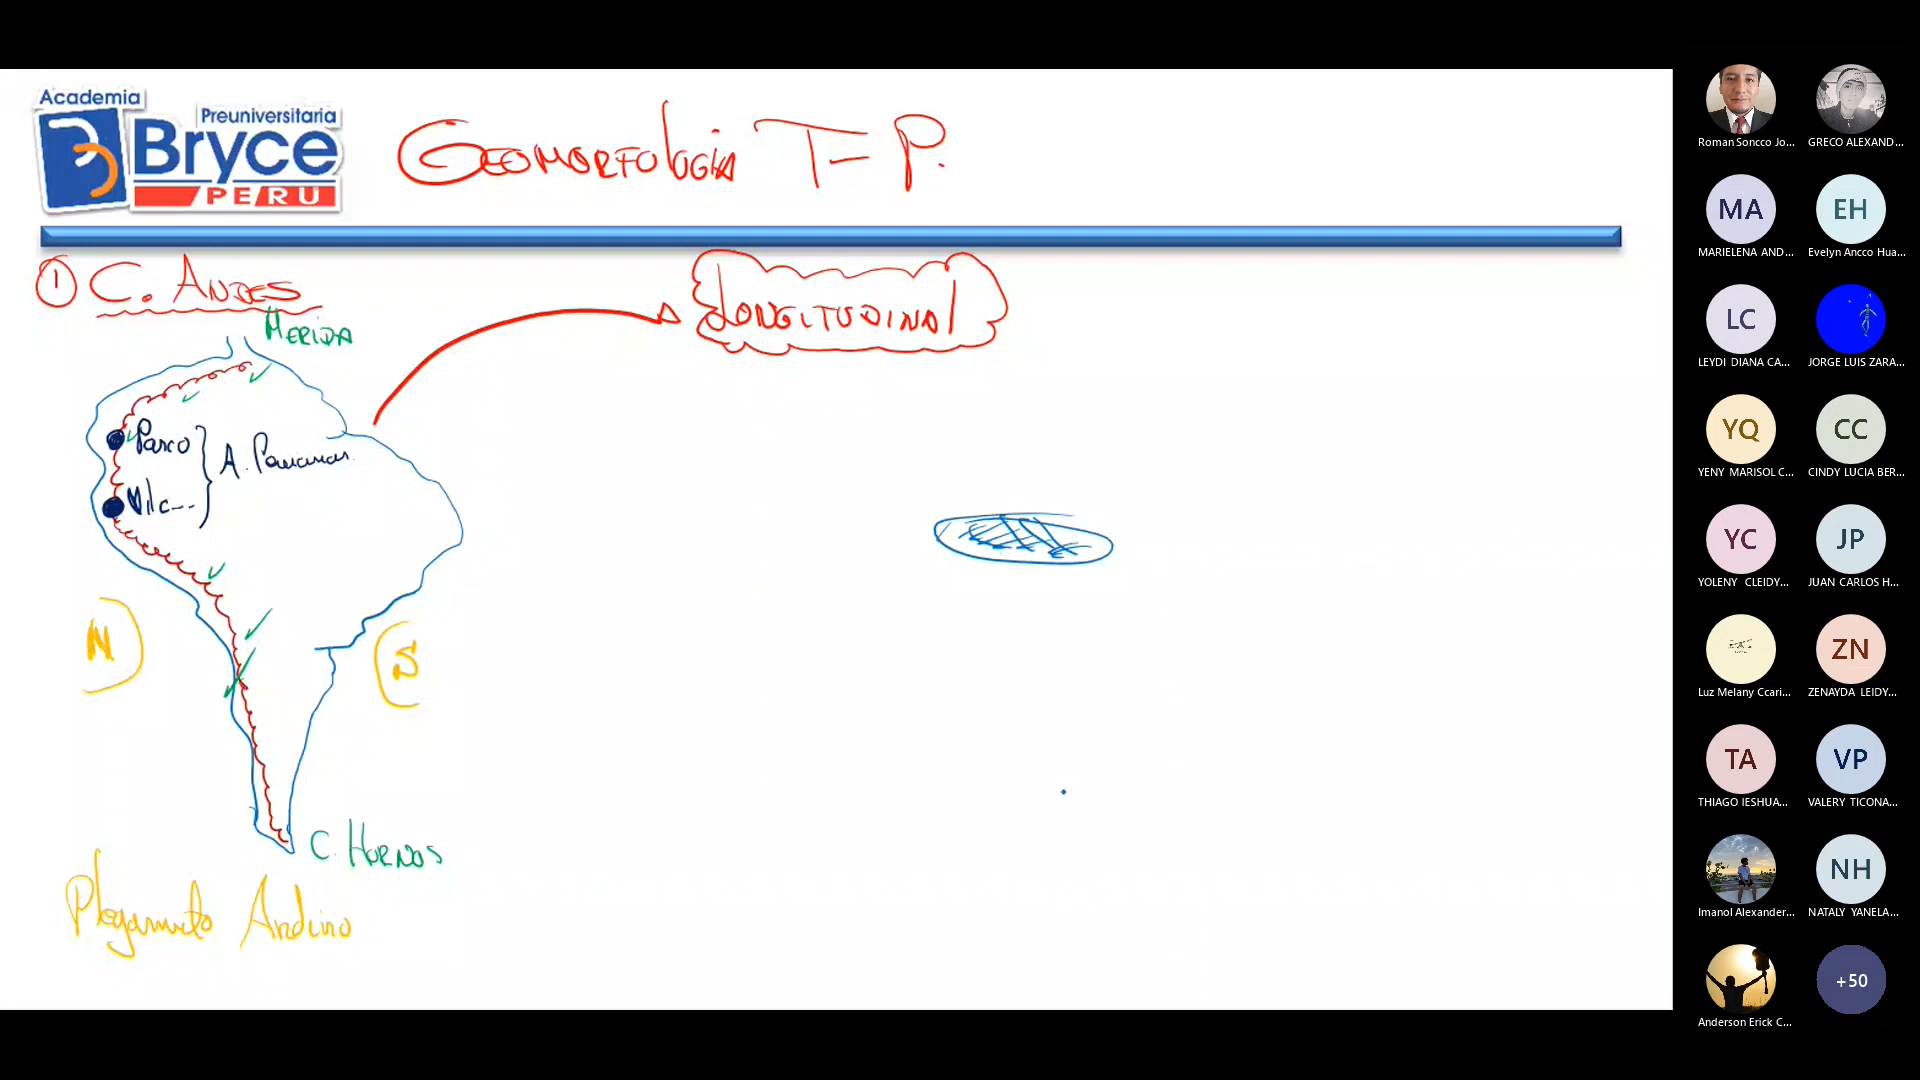 Academia
Preuniversitaria
Bryce
PERU
GEOMORFOLOGIA T-P.
① C. ANDES
LONGITUDINAL
MERIDA
Pasco
Vilc---
A.
N
S
C. HORNOS
Andino
Roman Soncco Jo...
GRECO ALEXAND...
MA
EH
MARIELENA AND...
Evelyn Ancco Hua...
LC
LEYDI DIANA CA...
JORGE LUIS ZARA...
YQ
CC
YENY MARISOL C...
CINDY LUCIA BER...
YC
JP
YOLENY CLEIDY...
JUAN CARLOS H...
ZN
Luz Melany Ccari...
ZENAYDA LEIDY...
TA
VP
THIAGO IESHUA...
VALERY TICONA...
NH
Imanol Alexander...
NATALY YANELA...
+50
Anderson Erick C...